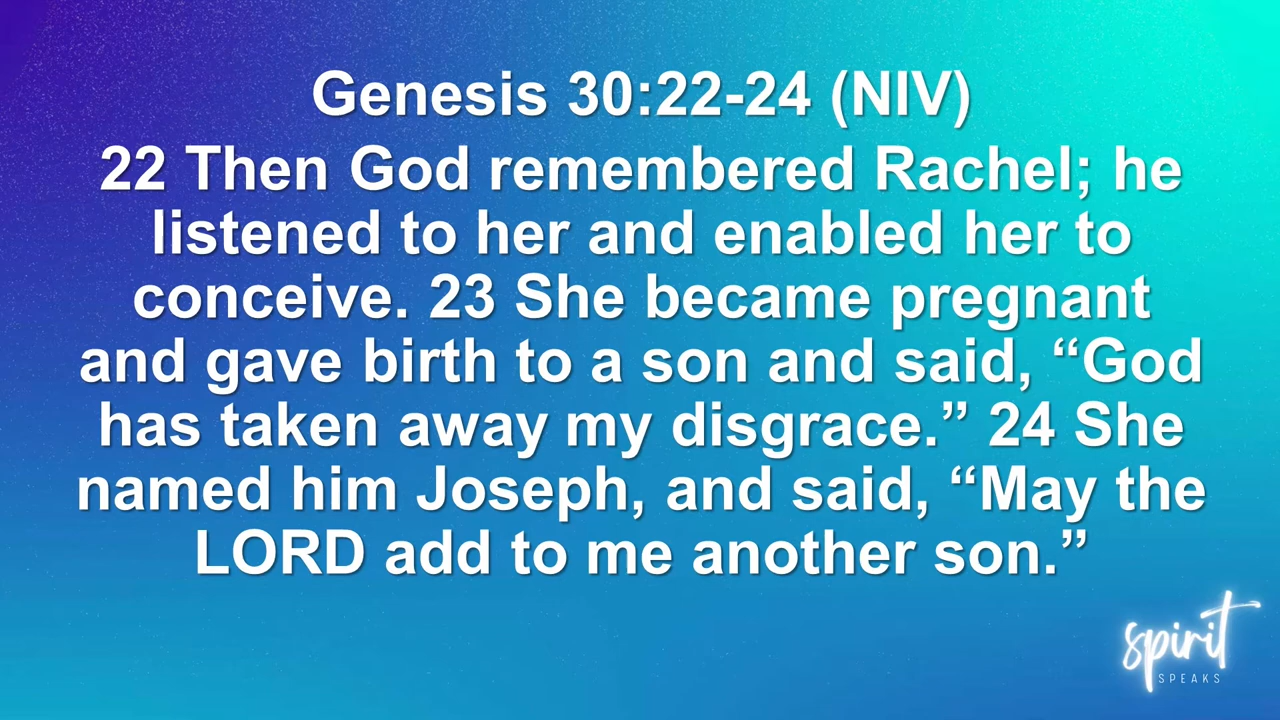 Genesis 30:22-24 (NIV)
22 Then God remembered Rachel; he
listened to her and enabled her to
conceive. 23 She became pregnant
and gave birth to a son and said, “God
has taken away my disgrace.” 24 She
named him Joseph, and said, “May the
LORD add to me another son.”
spirit
SPEAKS